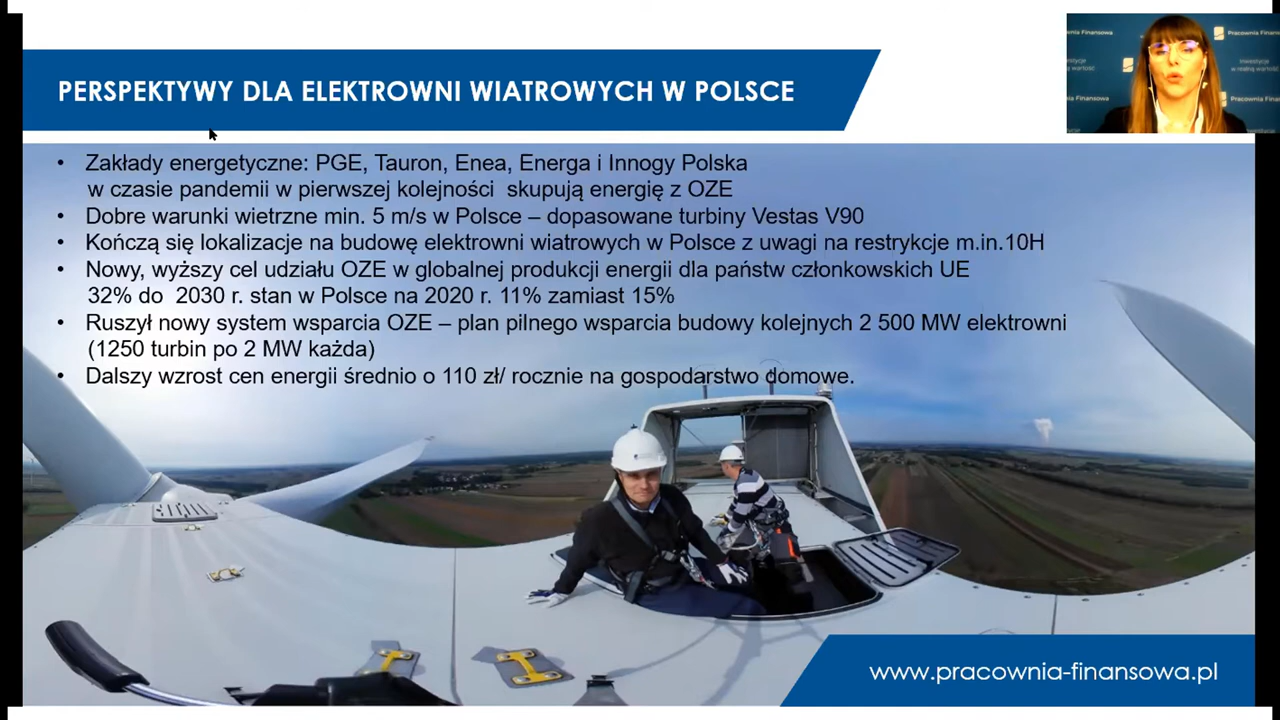 PERSPEKTYWY DLA ELEKTROWNI WIATROWYCH W POLSCE
Pracownia Finansowa
Pracownia Finansowa
• Zakłady energetyczne: PGE, Tauron, Enea, Energa i Innogy Polska
w czasie pandemii w pierwszej kolejności skupują energię z OZE
• Dobre warunki wietrzne min. 5 m/s w Polsce – dopasowane turbiny Vestas V90
• Kończą się lokalizacje na budowę elektrowni wiatrowych w Polsce z uwagi na restrykcje m.in.10H
• Nowy, wyższy cel udziału OZE w globalnej produkcji energii dla państw członkowskich UE
32% do 2030 r. stan w Polsce na 2020 r. 11% zamiast 15%
• Ruszył nowy system wsparcia OZE – plan pilnego wsparcia budowy kolejnych 2 500 MW elektrowni
(1250 turbin po 2 MW każda)
• Dalszy wzrost cen energii średnio o 110 zł/ rocznie na gospodarstwo domowe.
www.pracownia-finansowa.pl